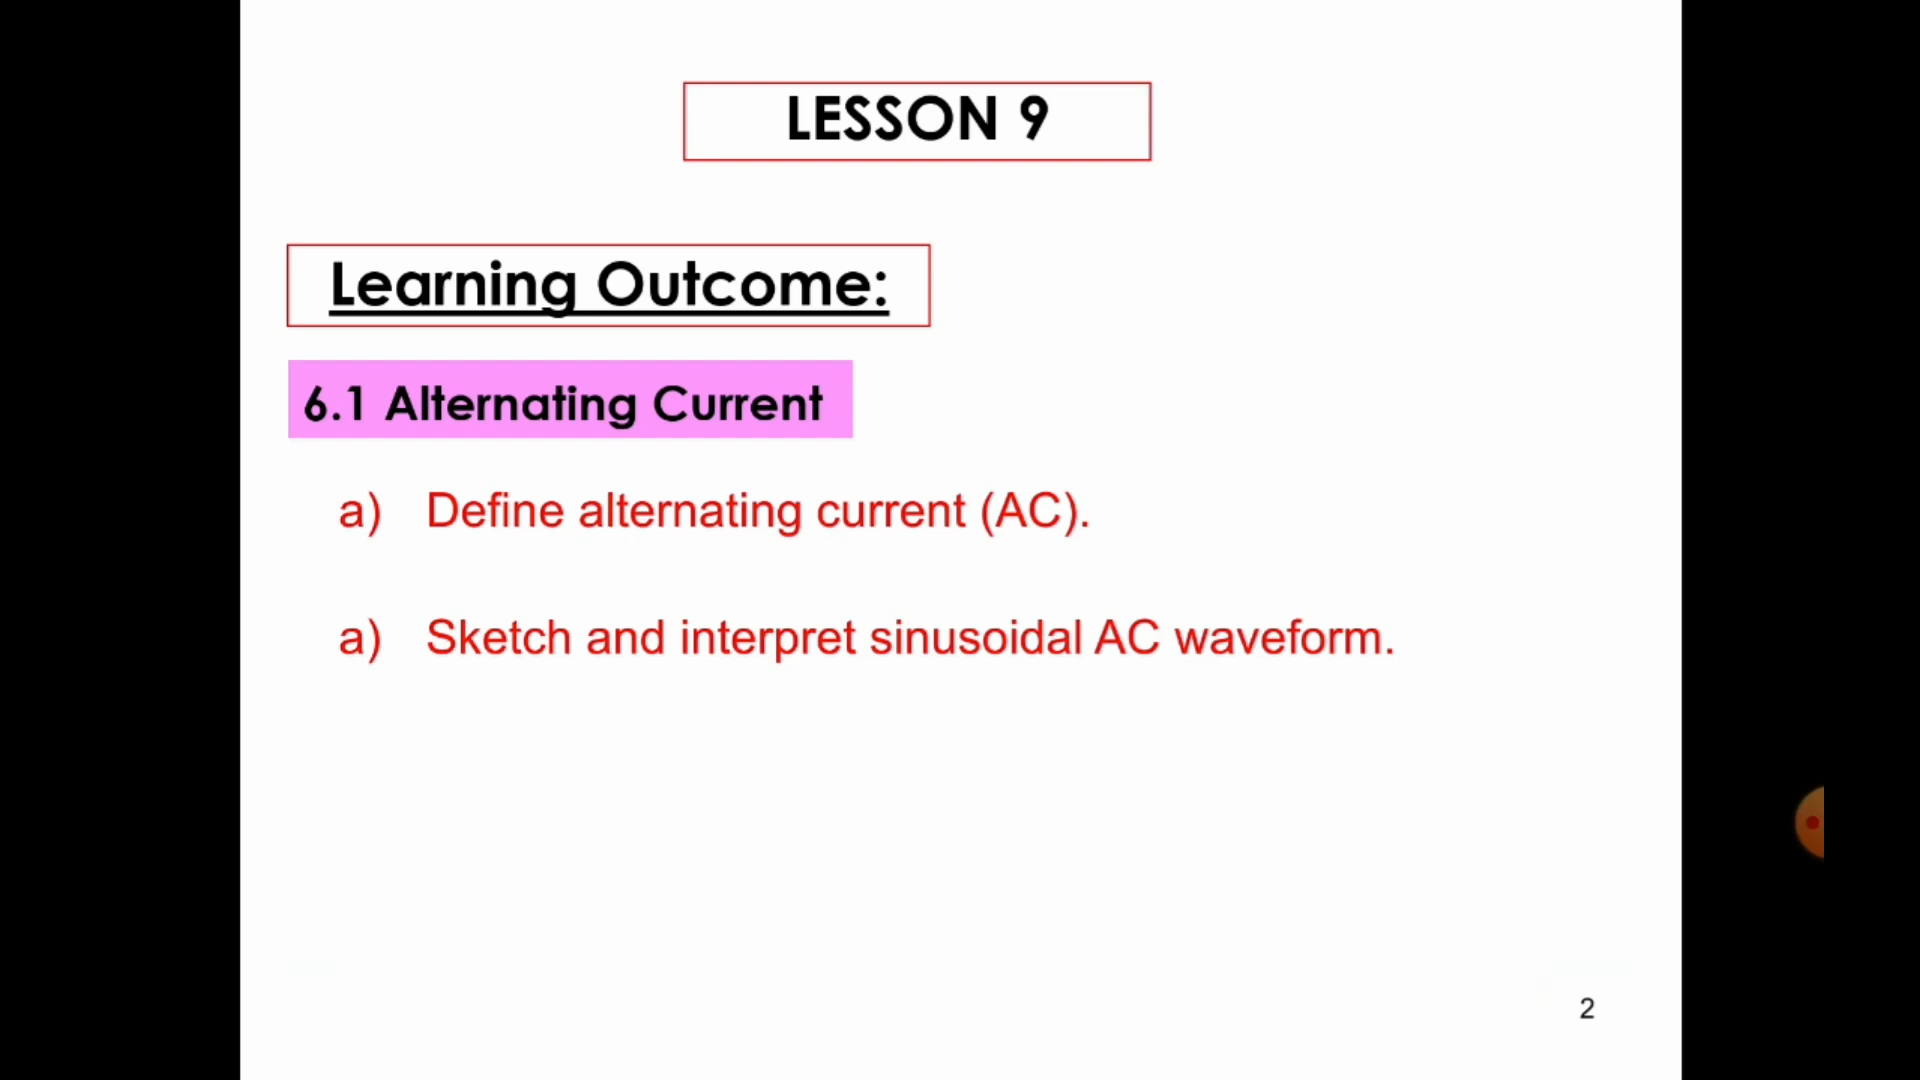 LESSON 9
Learning Outcome:
6.1 Alternating Current
a) Define alternating current (AC).
a) Sketch and interpret sinusoidal AC waveform.
2